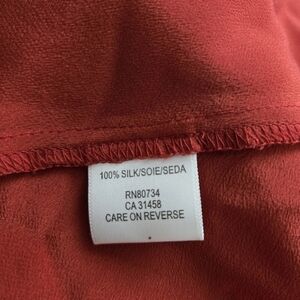 100% SILK/SOIE/SEDA
RN80734
CA 31458
CARE ON REVERSE